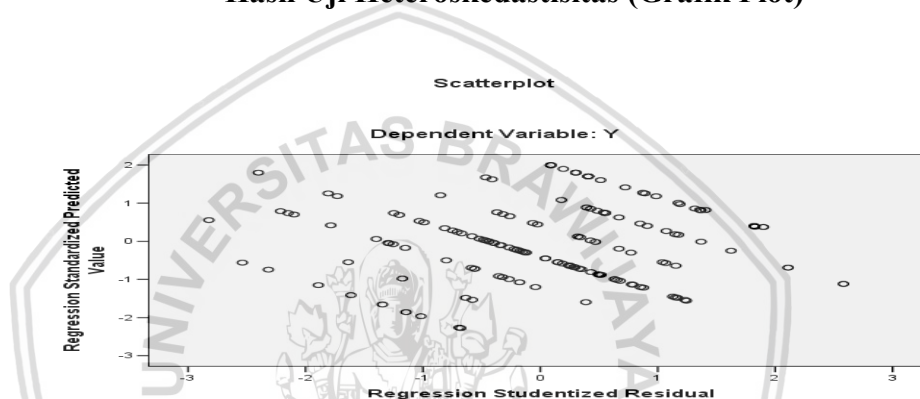 Hasil Uji Heteroskedastisitas (Grafik Plot)
Scatterplot
Dependent Variable: Y
UNIVERSITAS BRAWIJAYA
Regression Standardized Predicted
Value
2
1
0
-1
-2
-3
-3 -2 -1 0 1 2 3
Regression Studentized Residual